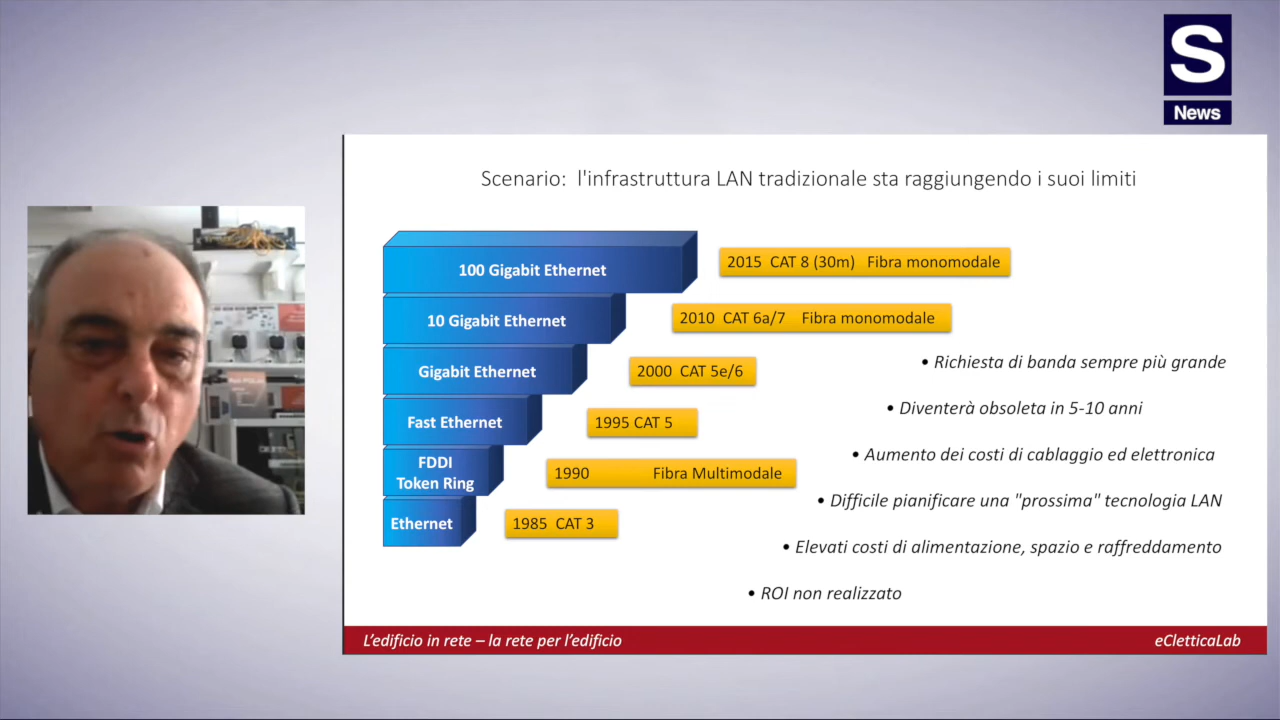 S
News
Scenario: l'infrastruttura LAN tradizionale sta raggiungendo i suoi limiti
100 Gigabit Ethernet
2015 CAT 8 (30m) Fibra monomodale
10 Gigabit Ethernet
2010 CAT 6a/7 Fibra monomodale
Gigabit Ethernet
2000 CAT 5e/6
Fast Ethernet
1995 CAT 5
FDDI
Token Ring
1990 Fibra Multimodale
Ethernet
1985 CAT 3
• Richiesta di banda sempre più grande
• Diventerà obsoleta in 5-10 anni
• Aumento dei costi di cablaggio ed elettronica
• Difficile pianificare una "prossima" tecnologia LAN
• Elevati costi di alimentazione, spazio e raffreddamento
• ROI non realizzato
L'edificio in rete – la rete per l'edificio
eCletticaLab